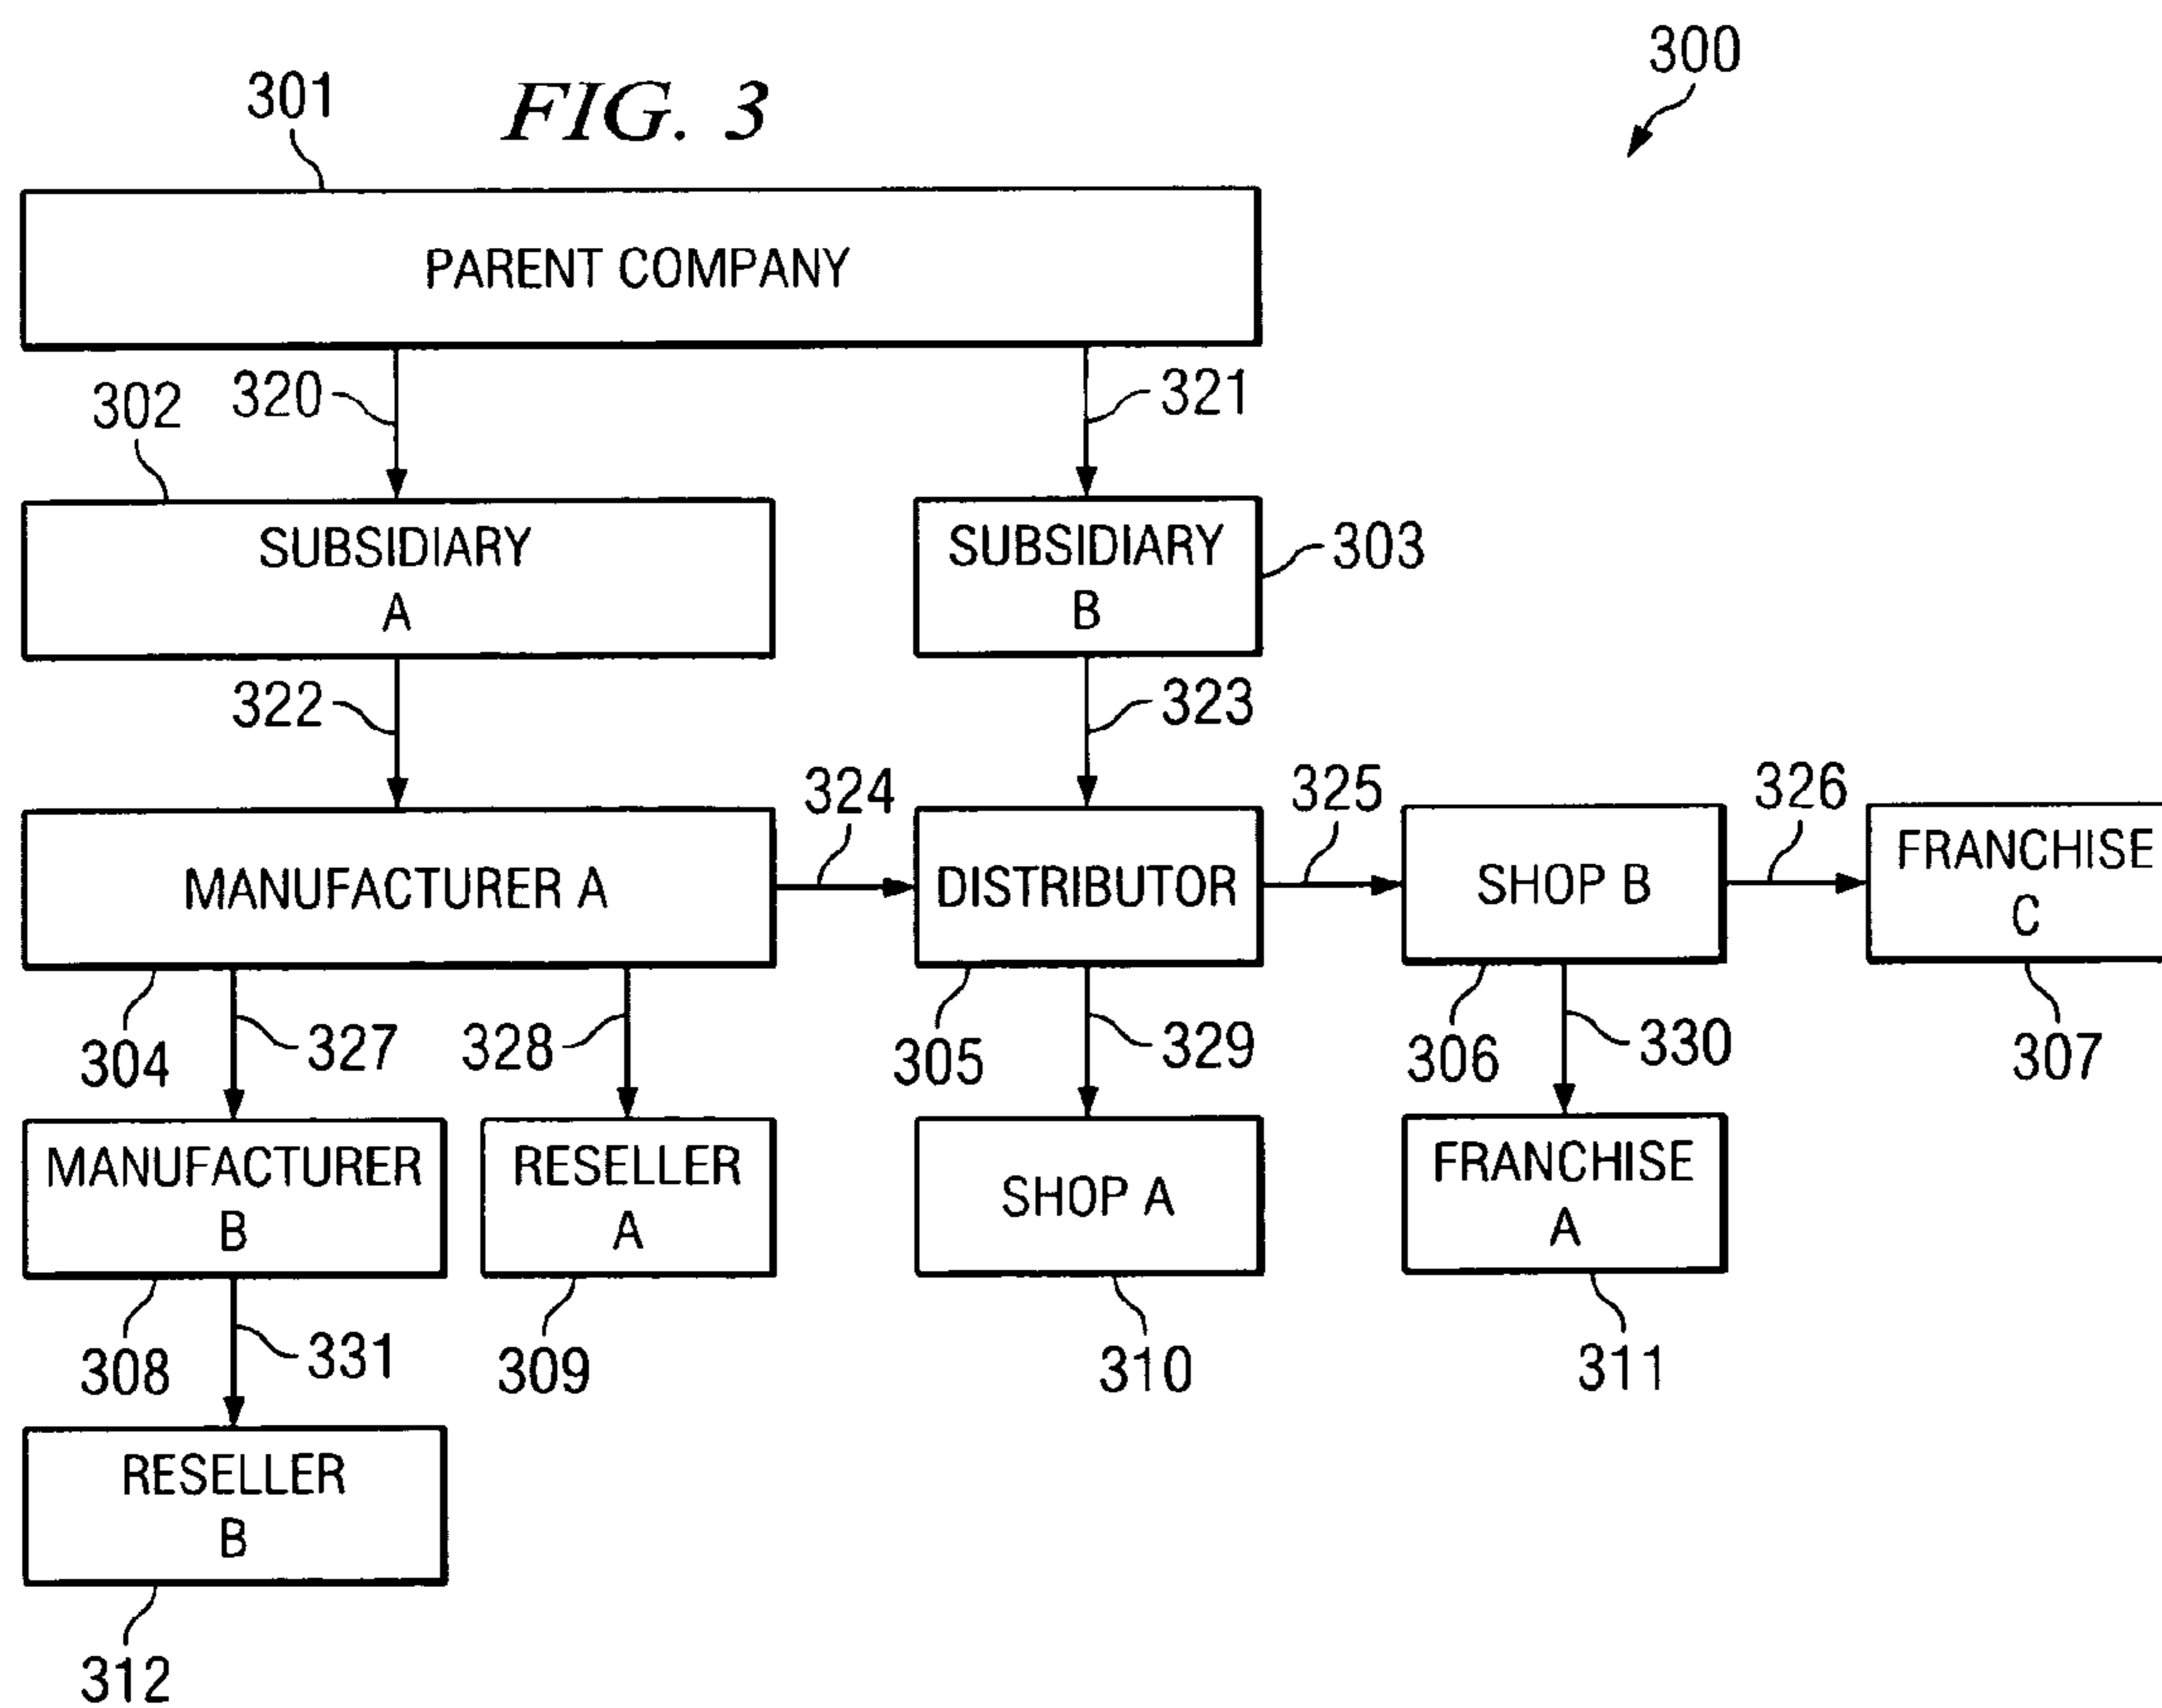 300
301
FIG. 3
PARENT COMPANY
302
320
321
SUBSIDIARY
A
SUBSIDIARY
B
303
322
323
324
325
326
MANUFACTURER A
DISTRIBUTOR
SHOP B
FRANCHISE
C
304
327
328
305
329
306
330
307
MANUFACTURER
B
RESELLER
A
SHOP A
FRANCHISE
A
308
331
309
310
311
RESELLER
B
312